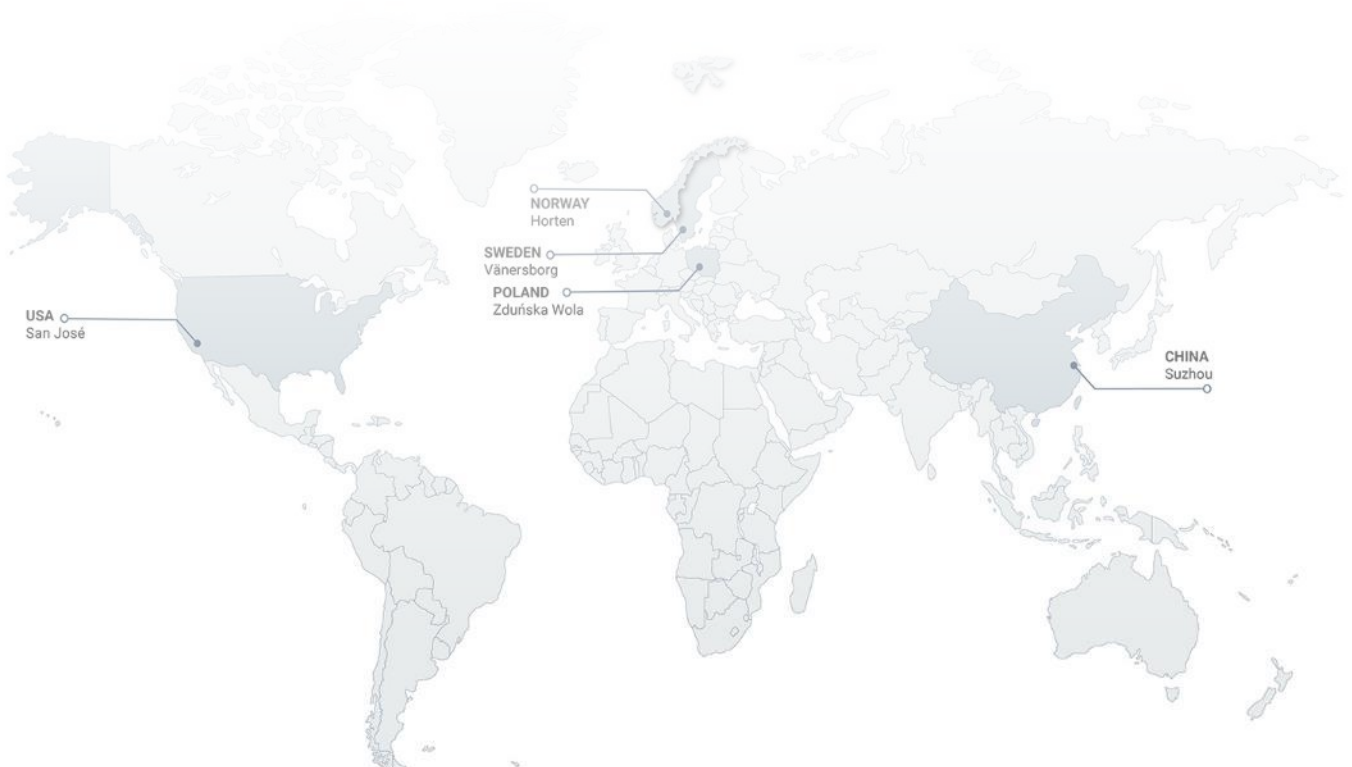 NORWAY
Horten
SWEDEN
Vänersborg
POLAND
Zduńska Wola
USA
San José
CHINA
Suzhou